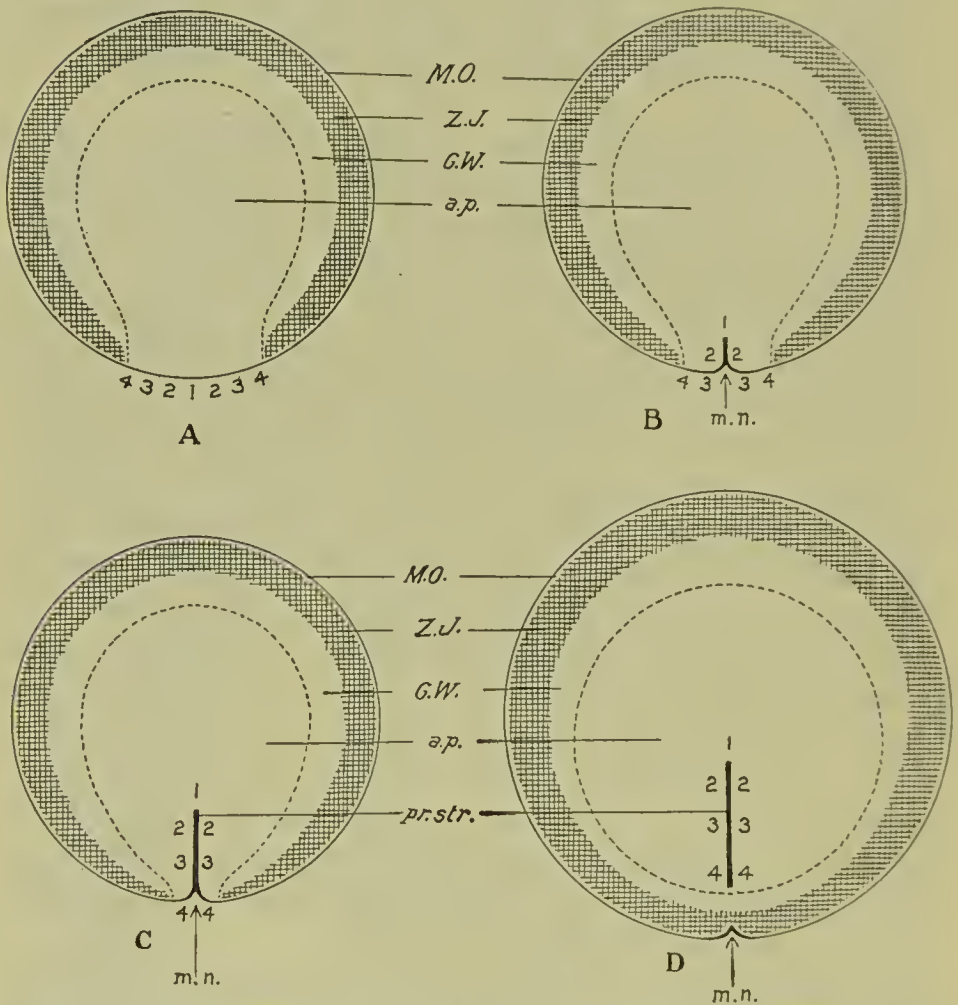 M.O.
Z.J.
G.W.
a.p.
4 3 2 1 2 3 4
A
1
2 2
4 3 3 4
B m.n.
M.O.
Z.J.
G.W.
a.p.
pr.str.
1
2 2
3 3
4 4
C
m.n.
1
2 2
3 3
4 4
D
m.n.